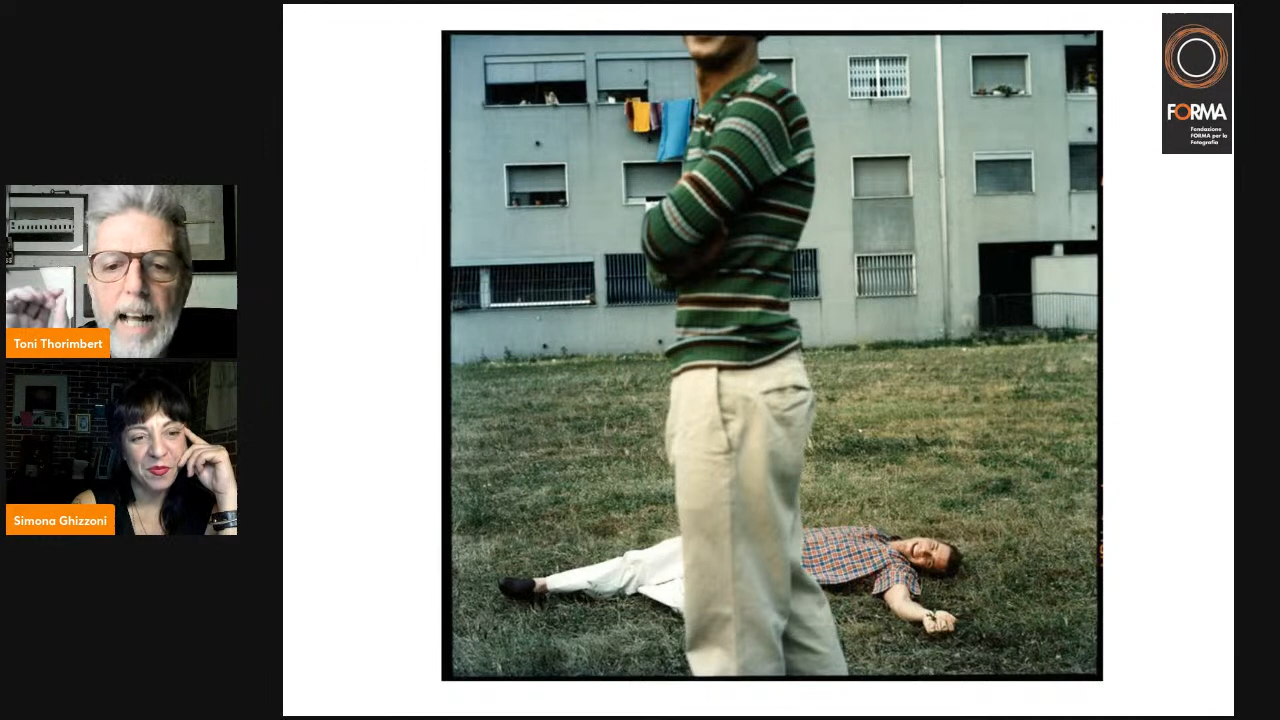 Toni Thorimbert
Simona Ghizzoni
FORMA
Fondazione
FORMA per la
Fotografia